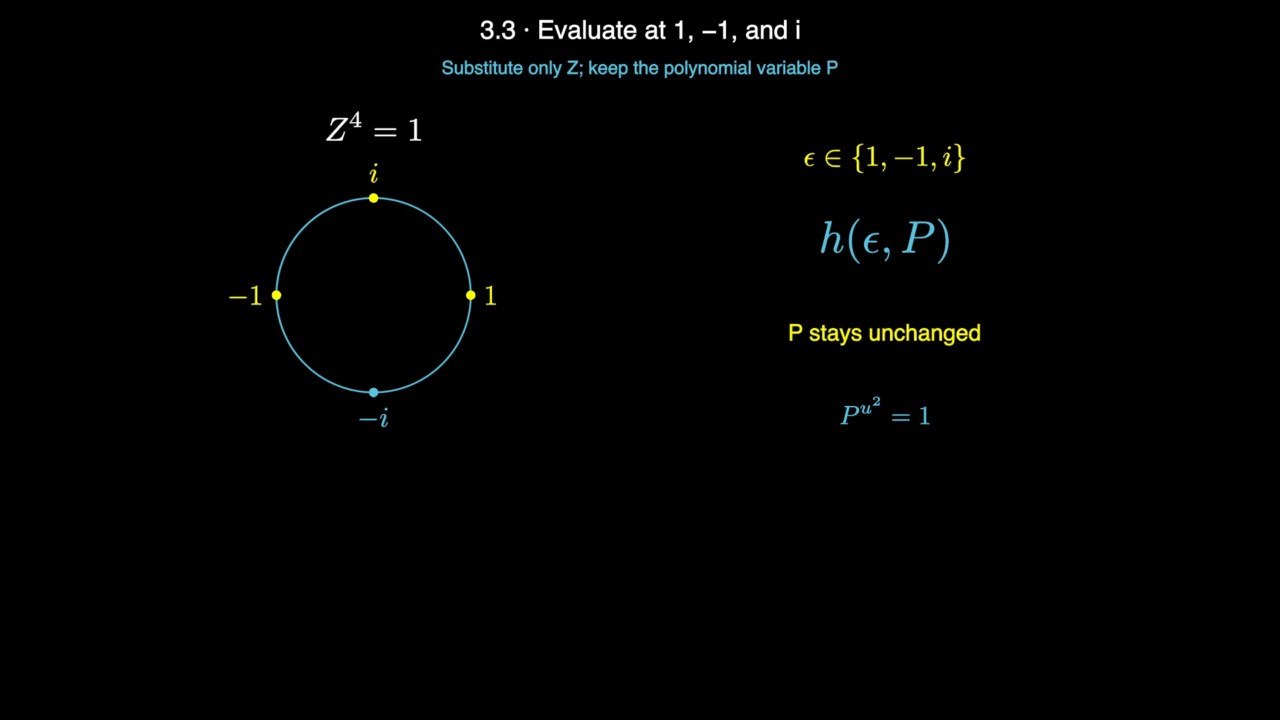 3.3 · Evaluate at 1, −1, and i
Substitute only Z; keep the polynomial variable P
Z⁴ = 1
i
−1
1
−i
ϵ ∈ {1, −1, i}
h(ϵ, P)
P stays unchanged
P^{u²} = 1